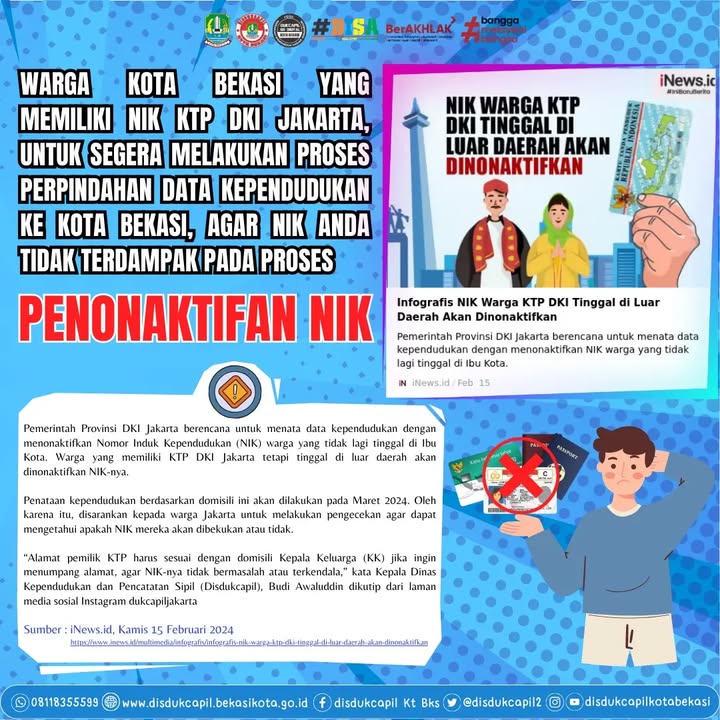 #DISA
BerAKHLAK
#bangga
melayani
bangsa
WARGA KOTA BEKASI YANG
MEMILIKI NIK KTP DKI JAKARTA,
UNTUK SEGERA MELAKUKAN PROSES
PERPINDAHAN DATA KEPENDUDUKAN
KE KOTA BEKASI, AGAR NIK ANDA
TIDAK TERDAMPAK PADA PROSES
PENONAKTIFAN NIK
iNews.id
#IniBaruBerita
NIK WARGA KTP
DKI TINGGAL DI
LUAR DAERAH AKAN
DINONAKTIFKAN
KARTU TANDA PENDUDUK
REPUBLIK INDONESIA
Infografis NIK Warga KTP DKI Tinggal di Luar
Daerah Akan Dinonaktifkan
Pemerintah Provinsi DKI Jakarta berencana untuk menata data
kependudukan dengan menonaktifkan NIK warga yang tidak
lagi tinggal di Ibu Kota.
iN iNews.id / Feb 15
Pemerintah Provinsi DKI Jakarta berencana untuk menata data kependudukan dengan
menonaktifkan Nomor Induk Kependudukan (NIK) warga yang tidak lagi tinggal di Ibu
Kota. Warga yang memiliki KTP DKI Jakarta tetapi tinggal di luar daerah akan
dinonaktifkan NIK-nya.
Penataan kependudukan berdasarkan domisili ini akan dilakukan pada Maret 2024. Oleh
karena itu, disarankan kepada warga Jakarta untuk melakukan pengecekan agar dapat
mengetahui apakah NIK mereka akan dibekukan atau tidak.
“Alamat pemilik KTP harus sesuai dengan domisili Kepala Keluarga (KK) jika ingin
menumpang alamat, agar NIK-nya tidak bermasalah atau terkendala,” kata Kepala Dinas
Kependudukan dan Pencatatan Sipil (Disdukcapil), Budi Awaluddin dikutip dari laman
media sosial Instagram dukcapiljakarta
Sumber : iNews.id, Kamis 15 Februari 2024
https://www.inews.id/multimedia/infografis/infografis-nik-warga-ktp-dki-tinggal-di-luar-daerah-akan-dinonaktifkan
PASSPORT
C
08118355599 www.disdukcapil.bekasikota.go.id disdukcapil Kt Bks @disdukcapil2 disdukcapilkotabekasi